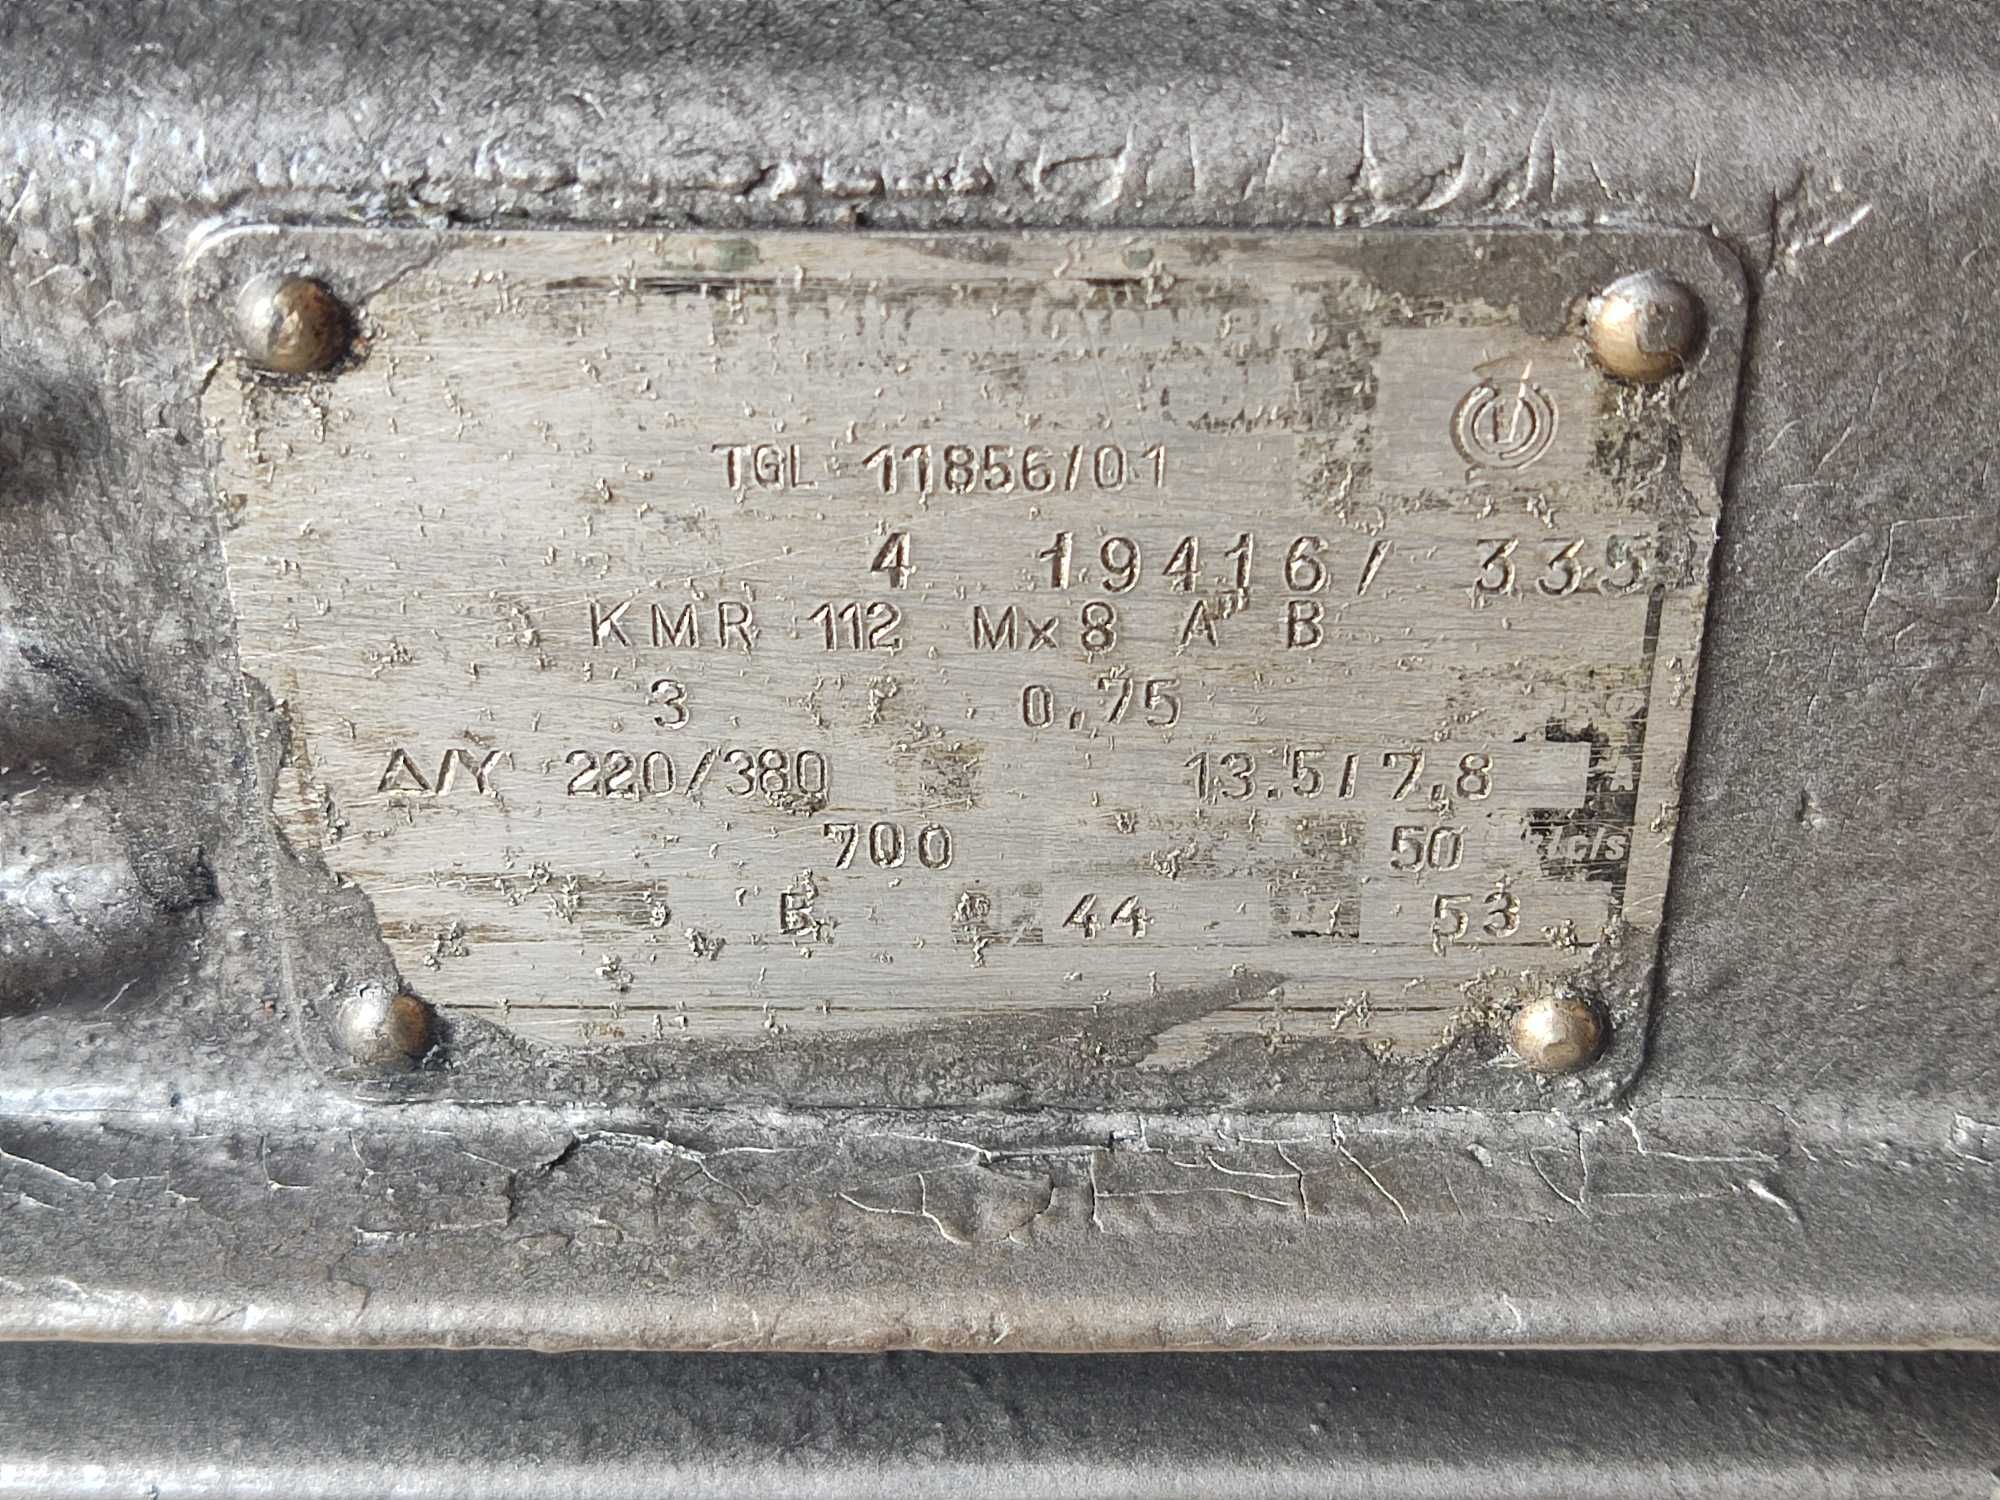 TGL 11856/01
4 19416/ 335
KMR 112 Mx8 A B
3 0,75
Δ/Y 220/380 13.5/7,8
700 50 c/s
E 44 53